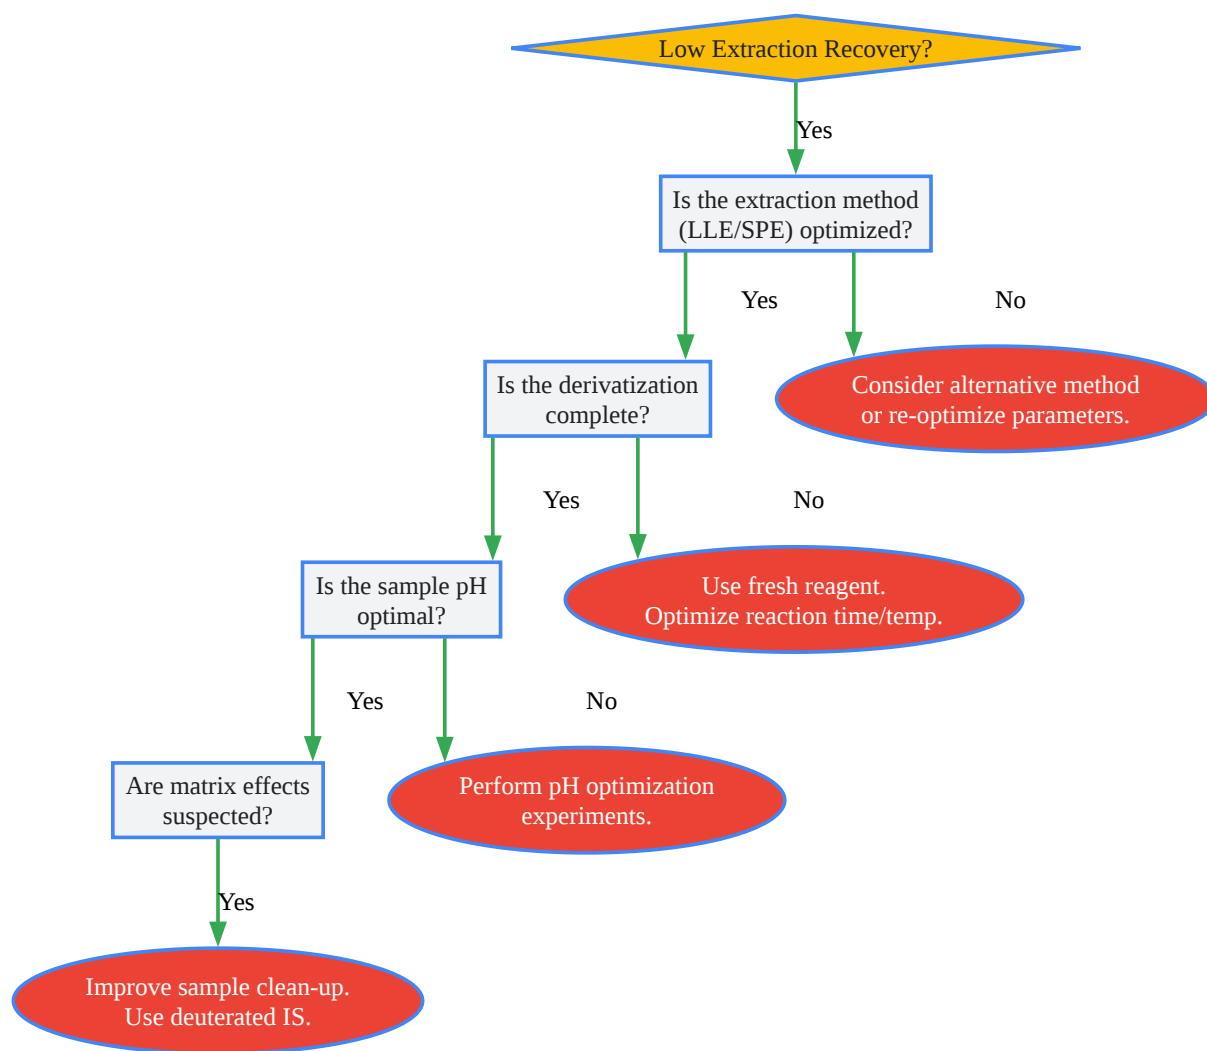 Low Extraction Recovery?
Yes
Is the extraction method
(LLE/SPE) optimized?
Yes
No
Is the derivatization
complete?
Consider alternative method
or re-optimize parameters.
Yes
No
Is the sample pH
optimal?
Use fresh reagent.
Optimize reaction time/temp.
Yes
No
Are matrix effects
suspected?
Perform pH optimization
experiments.
Yes
Improve sample clean-up.
Use deuterated IS.